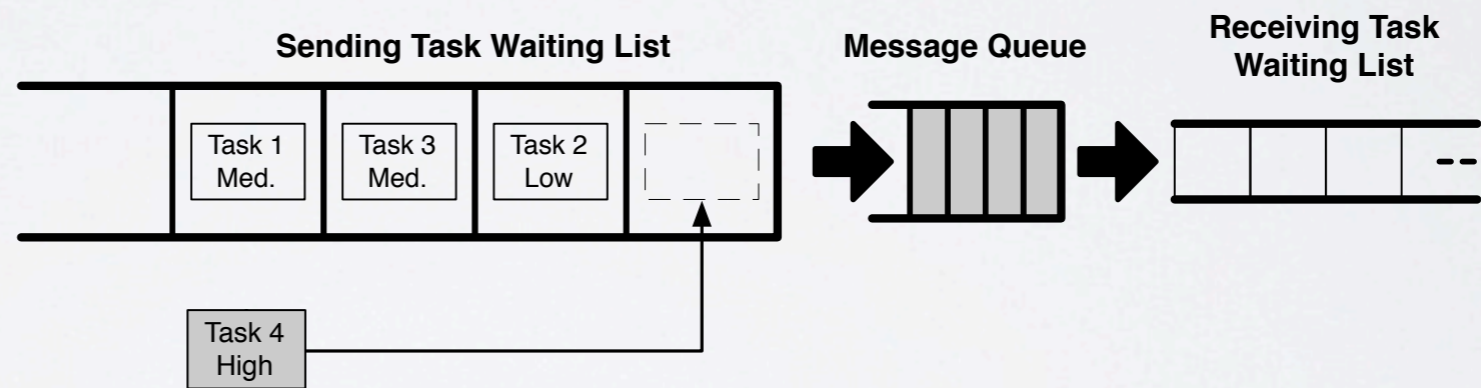 Sending Task Waiting List
Message Queue
Receiving Task
Waiting List
Task 1
Med.
Task 3
Med.
Task 2
Low
Task 4
High